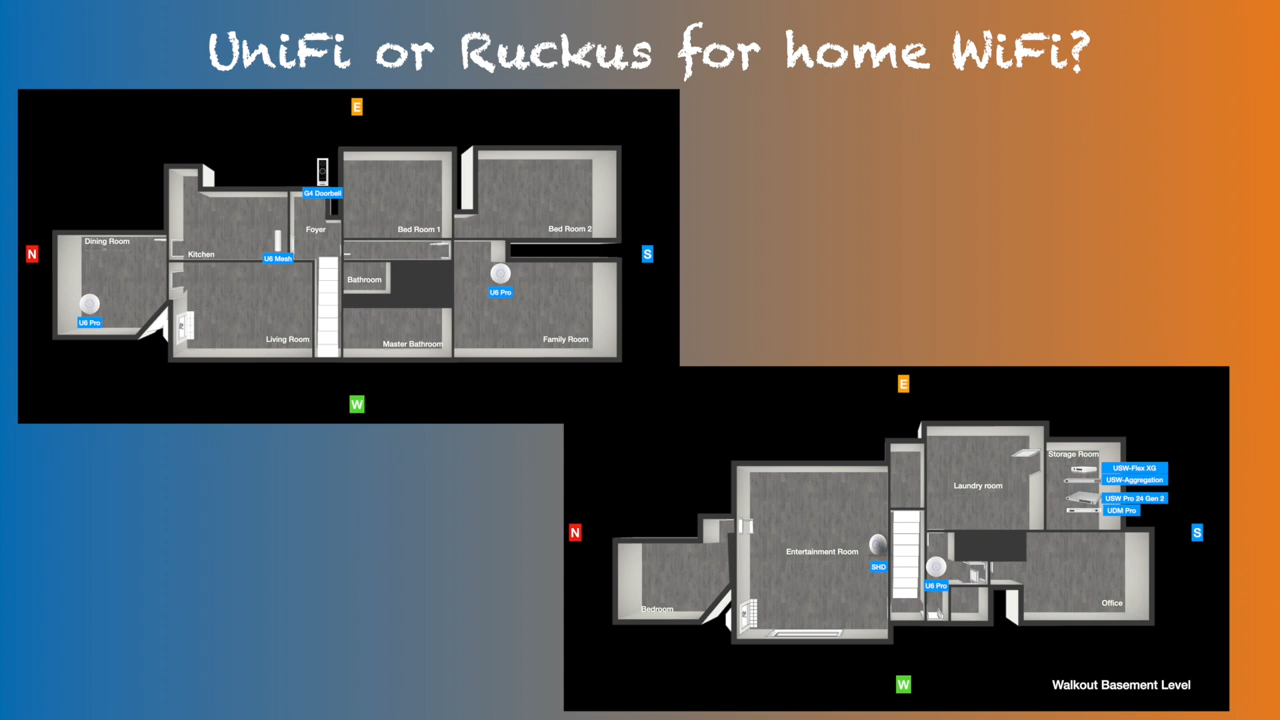 UniFi or Ruckus for home WiFi?
E
G4 Doorbell
Foyer
Bed Room 1
Bed Room 2
Dining Room
N
Kitchen
U6 Mesh
S
Bathroom
U6 Pro
U6 Pro
Living Room
Master Bathroom
Family Room
W
E
Storage Room
USW-Flex XG
USW-Aggregation
Laundry room
USW Pro 24 Gen 2
UDM Pro
N
S
Entertainment Room
SHD
U6 Pro
Bedroom
Office
W
Walkout Basement Level